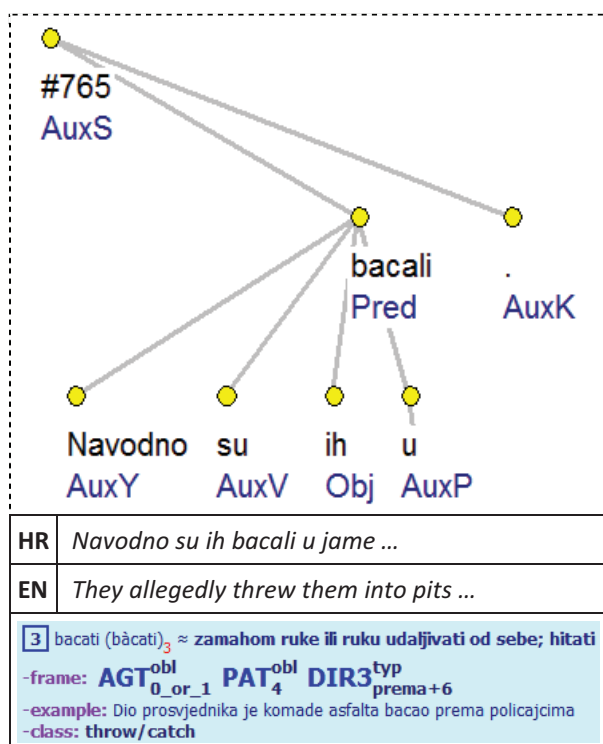 #765
AuxS
bacali .
Pred AuxK
Navodno su ih u
AuxY AuxV Obj AuxP
HR Navodno su ih bacali u jame …
EN They allegedly threw them into pits …
3 bacati (bàcati)3 ≈ zamahom ruke ili ruku udaljivati od sebe; hitati
-frame: AGT obl 0_or_1 PAT obl 4 DIR3 typ prema+6
-example: Dio prosvjednika je komade asfalta bacao prema policajcima
-class: throw/catch